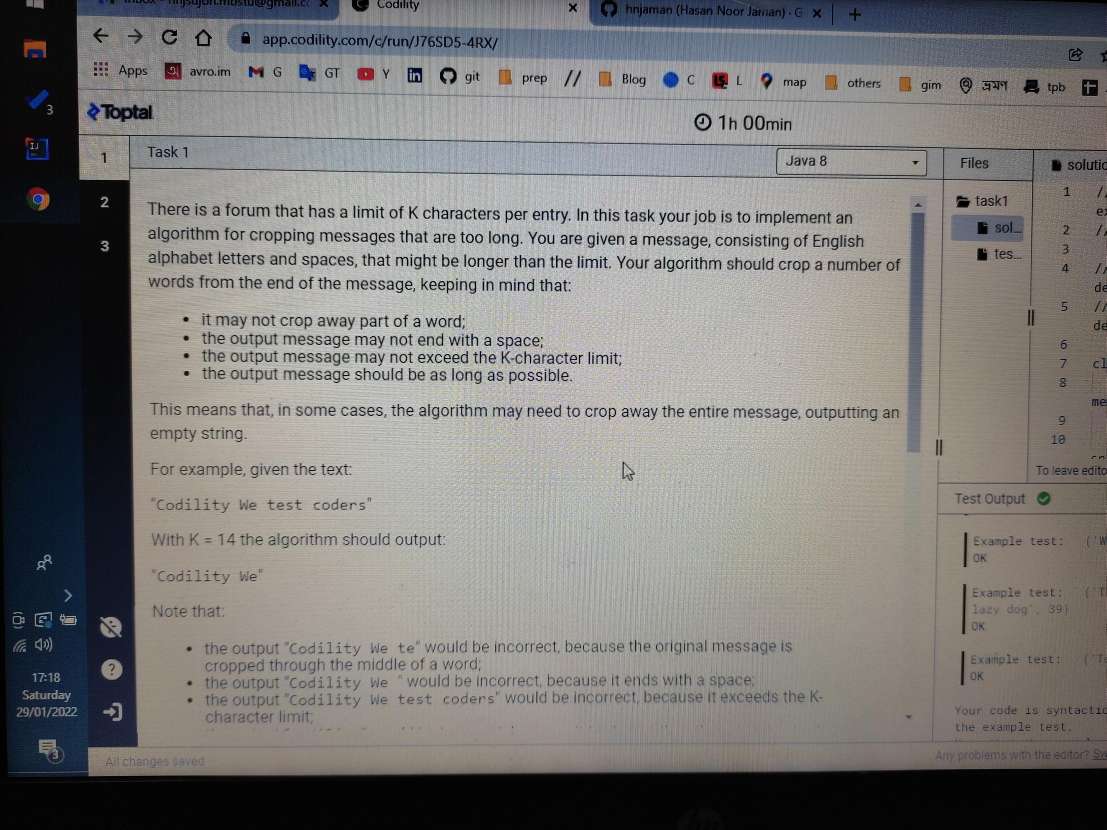 Codility
hnjaman (Hasan Noor Jaman) · G
app.codility.com/c/run/J76SD5-4RX/
Apps avro.im G GT Y in git prep // Blog C L map others gim ভ্রমণ tpb
Toptal
1h 00min
1 Task 1 Java 8 Files
2
3
task1
sol...
tes...
There is a forum that has a limit of K characters per entry. In this task your job is to implement an
algorithm for cropping messages that are too long. You are given a message, consisting of English
alphabet letters and spaces, that might be longer than the limit. Your algorithm should crop a number of
words from the end of the message, keeping in mind that:
• it may not crop away part of a word;
• the output message may not end with a space;
• the output message may not exceed the K-character limit;
• the output message should be as long as possible.
This means that, in some cases, the algorithm may need to crop away the entire message, outputting an
empty string.
For example, given the text:
"Codility We test coders"
With K = 14 the algorithm should output:
"Codility We"
Note that:
• the output "Codility We te" would be incorrect, because the original message is
cropped through the middle of a word;
• the output "Codility We " would be incorrect, because it ends with a space;
• the output "Codility We test coders" would be incorrect, because it exceeds the K-
character limit;
1 /
2 /
3
4 //
de
5 //
de
6
7 cl
8
me
9
10
To leave edito
Test Output
Example test: ('W
OK
Example test: ('T
lazy dog', 39)
OK
Example test:
OK
Your code is syntactic
the example test.
All changes saved
Any problems with the editor?
3
17:18
Saturday
29/01/2022
3